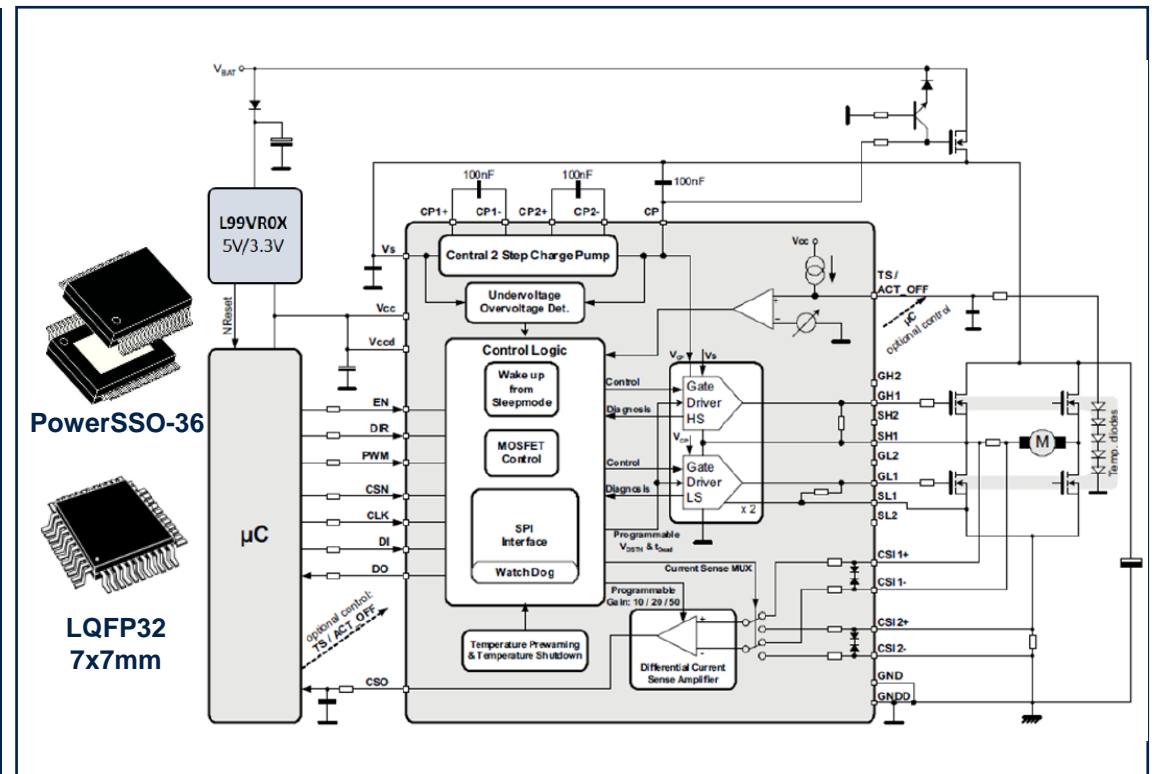 VBAT
100nF
100nF
100nF
CP1+
CP1-
CP2+
CP2-
CP
L99VR0X
5V/3.3V
Vs
Central 2 Step Charge Pump
Vcc
TS /
ACT_OFF
µC
optional control
Undervoltage
Overvoltage Det.
NReset
Vcc
Vccd
Control Logic
Wake up
from
Sleepmode
MOSFET
Control
SPI
Interface
Watch Dog
VCP
Vs
Control
Gate
Driver
HS
Diagnosis
VCP
Control
Gate
Driver
LS
Diagnosis
x 2
GH2
GH1
SH2
SH1
GL2
GL1
SL1
SL2
M
Temp. diodes
PowerSSO-36
EN
DIR
PWM
CSN
CLK
DI
DO
µC
Programmable
VDSTH & tDead
Current Sense MUX
Programmable
Gain: 10 / 20 / 50
CSI1+
CSI1-
CSI2+
CSI2-
GND
GNDD
LQFP32
7x7mm
optional control:
TS / ACT_OFF
Temperature Prewarning
& Temperature Shutdown
+
-
Differential Current
Sense Amplifier
CSO